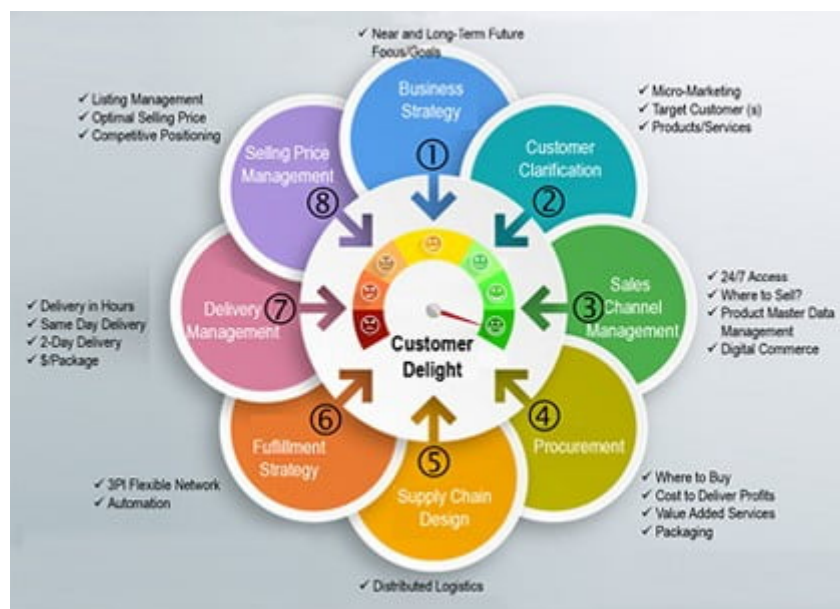 ✓ Near and Long-Term Future
Focus/Goals
Business
Strategy
①
✓ Micro-Marketing
✓ Target Customer (s)
✓ Products/Services
Customer
Clarification
②
✓ 24/7 Access
✓ Where to Sell?
✓ Product Master Data
Management
✓ Digital Commerce
Sales
Channel
Management
③
✓ Where to Buy
✓ Cost to Deliver Profits
✓ Value Added Services
✓ Packaging
Procurement
④
✓ Distributed Logistics
Supply Chain
Design
⑤
✓ 3Pl Flexible Network
✓ Automation
Fulfillment
Strategy
⑥
✓ Delivery in Hours
✓ Same Day Delivery
✓ 2-Day Delivery
✓ $/Package
Delivery
Management
⑦
✓ Listing Management
✓ Optimal Selling Price
✓ Competitive Positioning
Sellng Price
Management
⑧
Customer
Delight